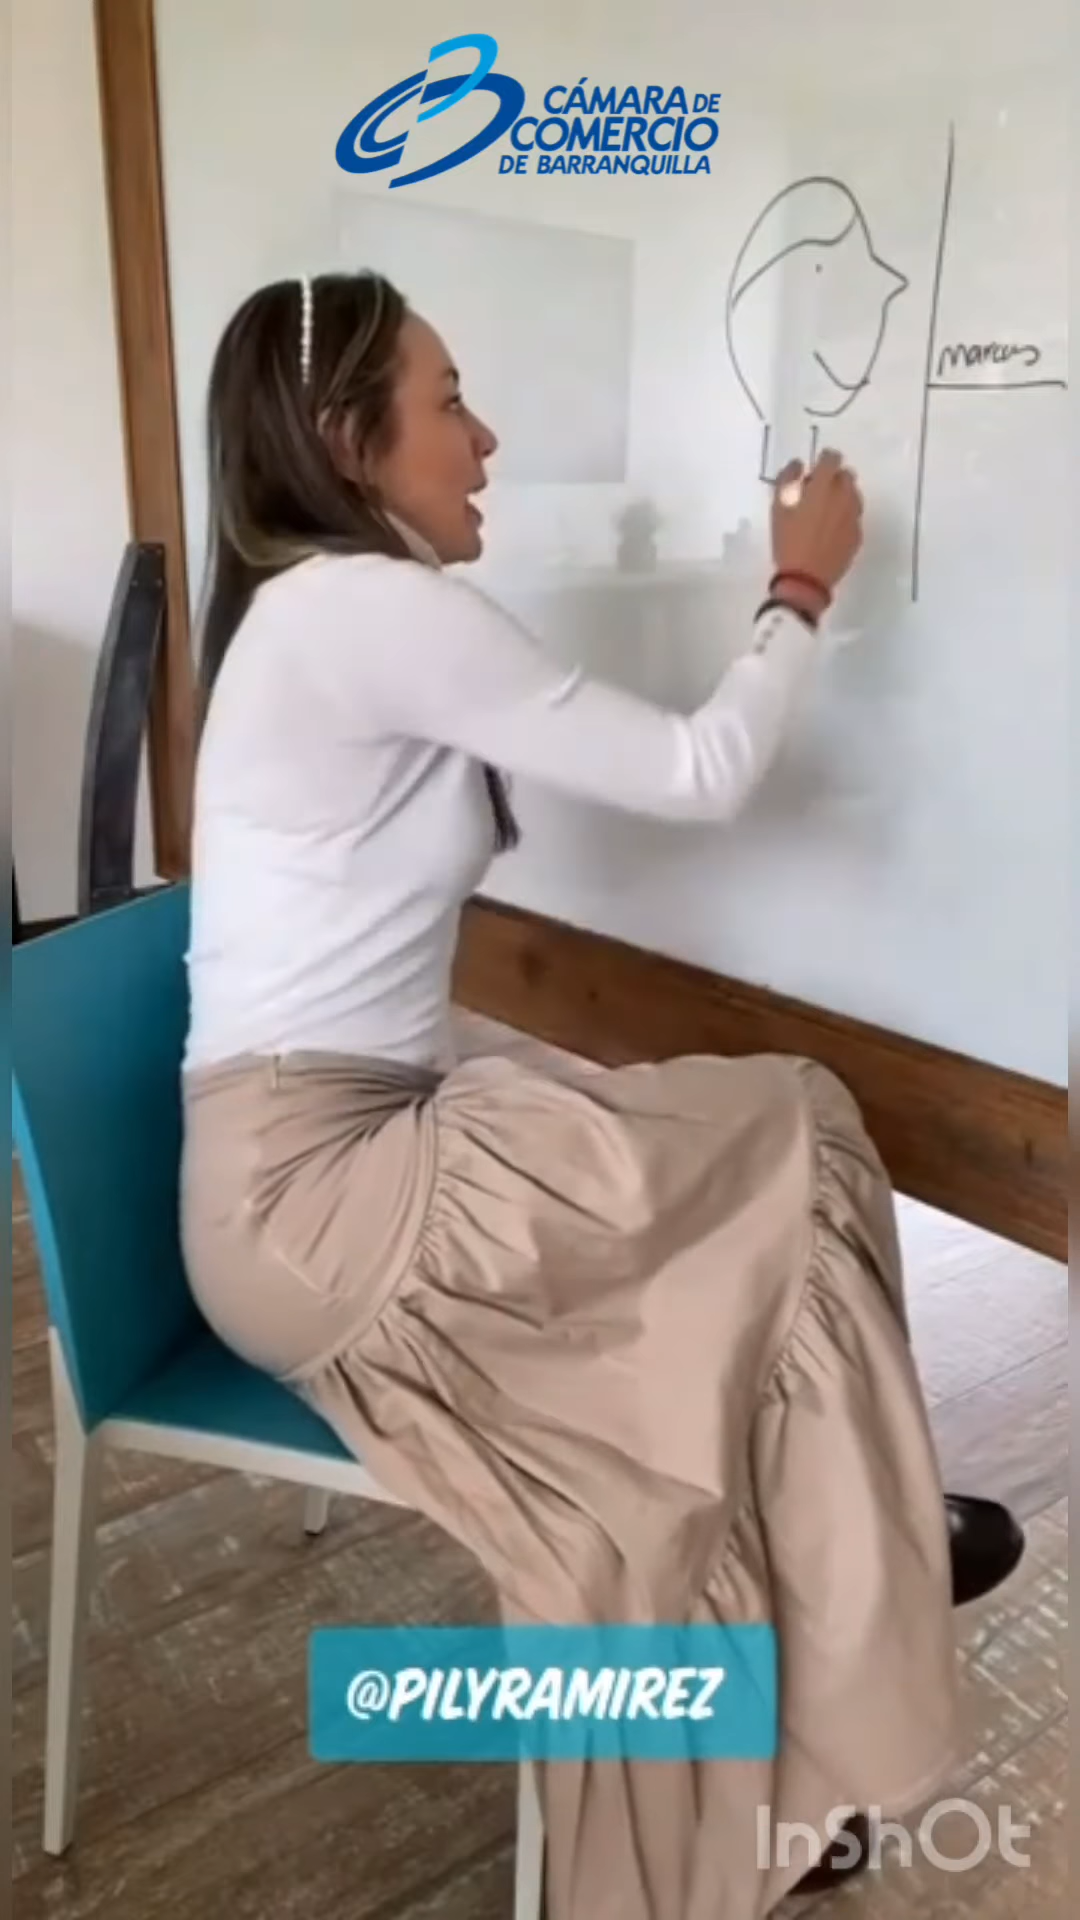 CÁMARA DE
COMERCIO
DE BARRANQUILLA
marcas
@PILYRAMIREZ
InShOt